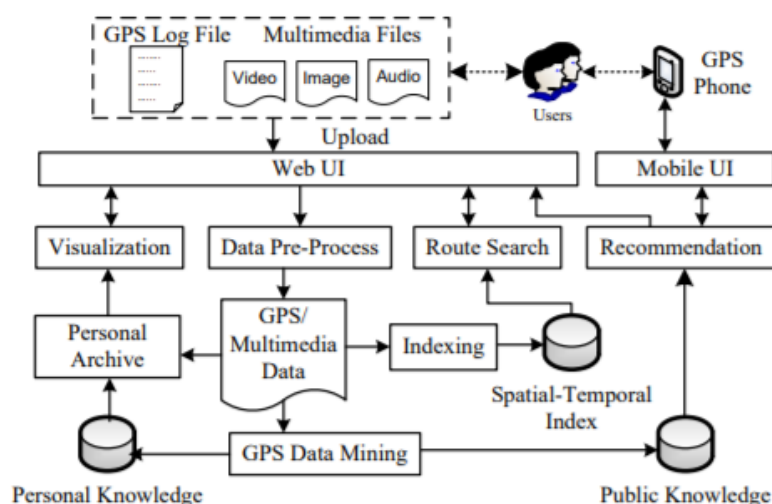 GPS Log File
Multimedia Files
Video
Image
Audio
Users
GPS
Phone
Upload
Web UI
Mobile UI
Visualization
Data Pre-Process
Route Search
Recommendation
Personal
Archive
GPS/
Multimedia
Data
Indexing
Spatial-Temporal
Index
GPS Data Mining
Personal Knowledge
Public Knowledge